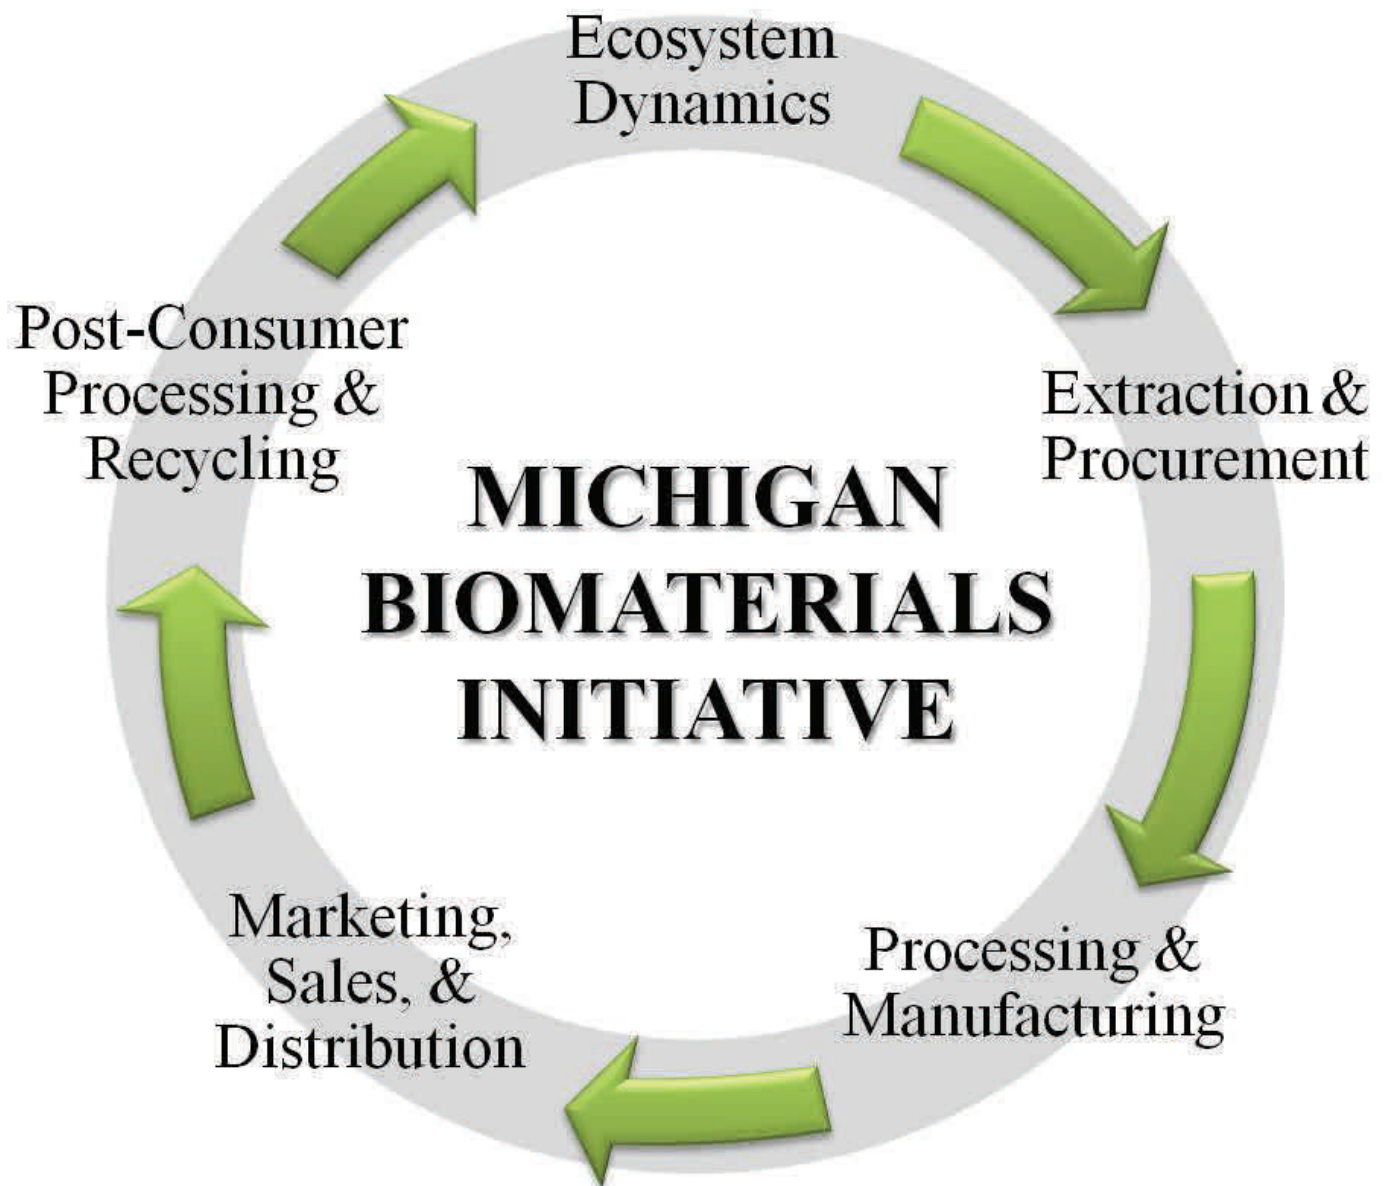 Ecosystem
Dynamics
Extraction &
Procurement
Processing &
Manufacturing
Marketing,
Sales, &
Distribution
Post-Consumer
Processing &
Recycling
MICHIGAN
BIOMATERIALS
INITIATIVE